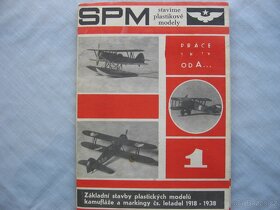 SPM
stavíme
plastikové
modely
PRÁCE
OD A...
1
Základní stavby plastických modelů
kamufláže a markingy čs. letadel 1918 - 1938